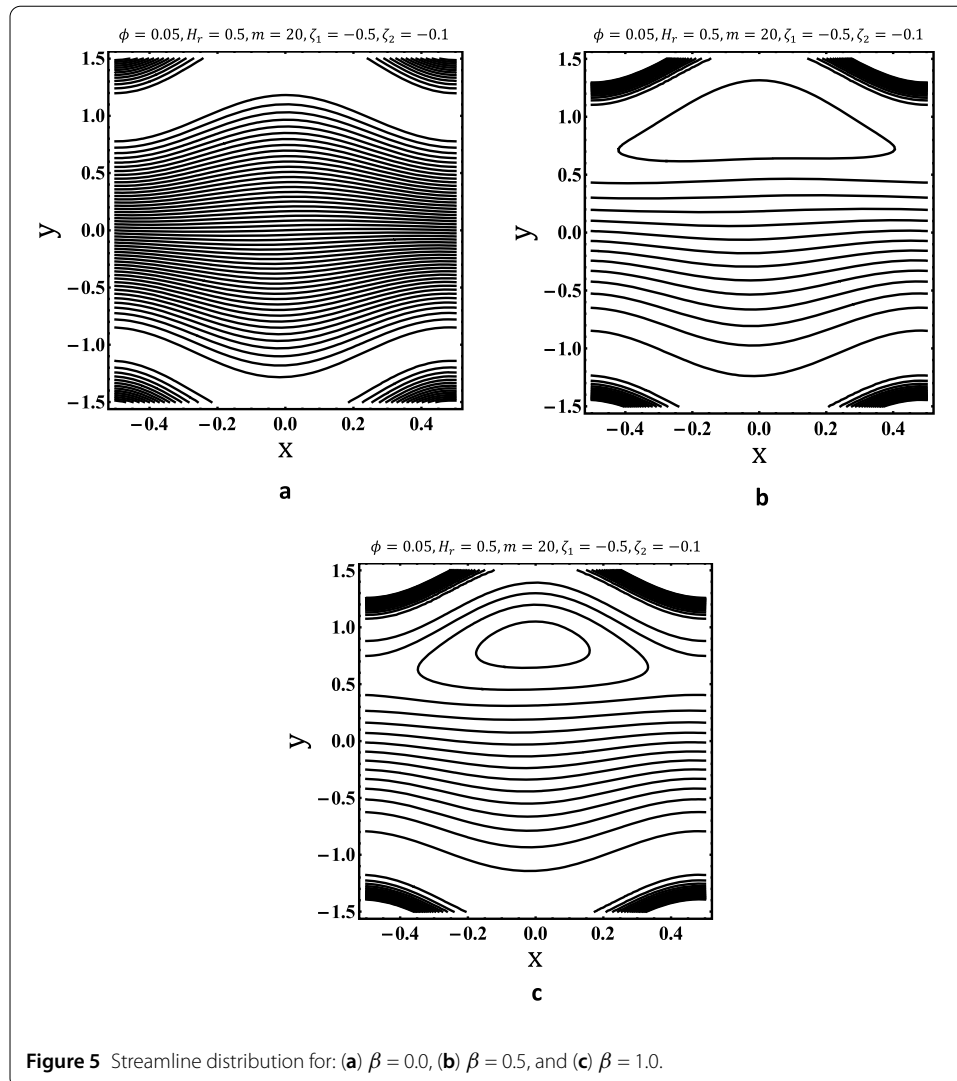 ϕ = 0.05, H_r = 0.5, m = 20, ζ_1 = −0.5, ζ_2 = −0.1
1.5
1.0
0.5
0.0
−0.5
−1.0
−1.5
y
−0.4 −0.2 0.0 0.2 0.4
x
a
ϕ = 0.05, H_r = 0.5, m = 20, ζ_1 = −0.5, ζ_2 = −0.1
1.5
1.0
0.5
0.0
−0.5
−1.0
−1.5
y
−0.4 −0.2 0.0 0.2 0.4
x
b
ϕ = 0.05, H_r = 0.5, m = 20, ζ_1 = −0.5, ζ_2 = −0.1
1.5
1.0
0.5
0.0
−0.5
−1.0
−1.5
y
−0.4 −0.2 0.0 0.2 0.4
x
c
Figure 5 Streamline distribution for: (a) β = 0.0, (b) β = 0.5, and (c) β = 1.0.